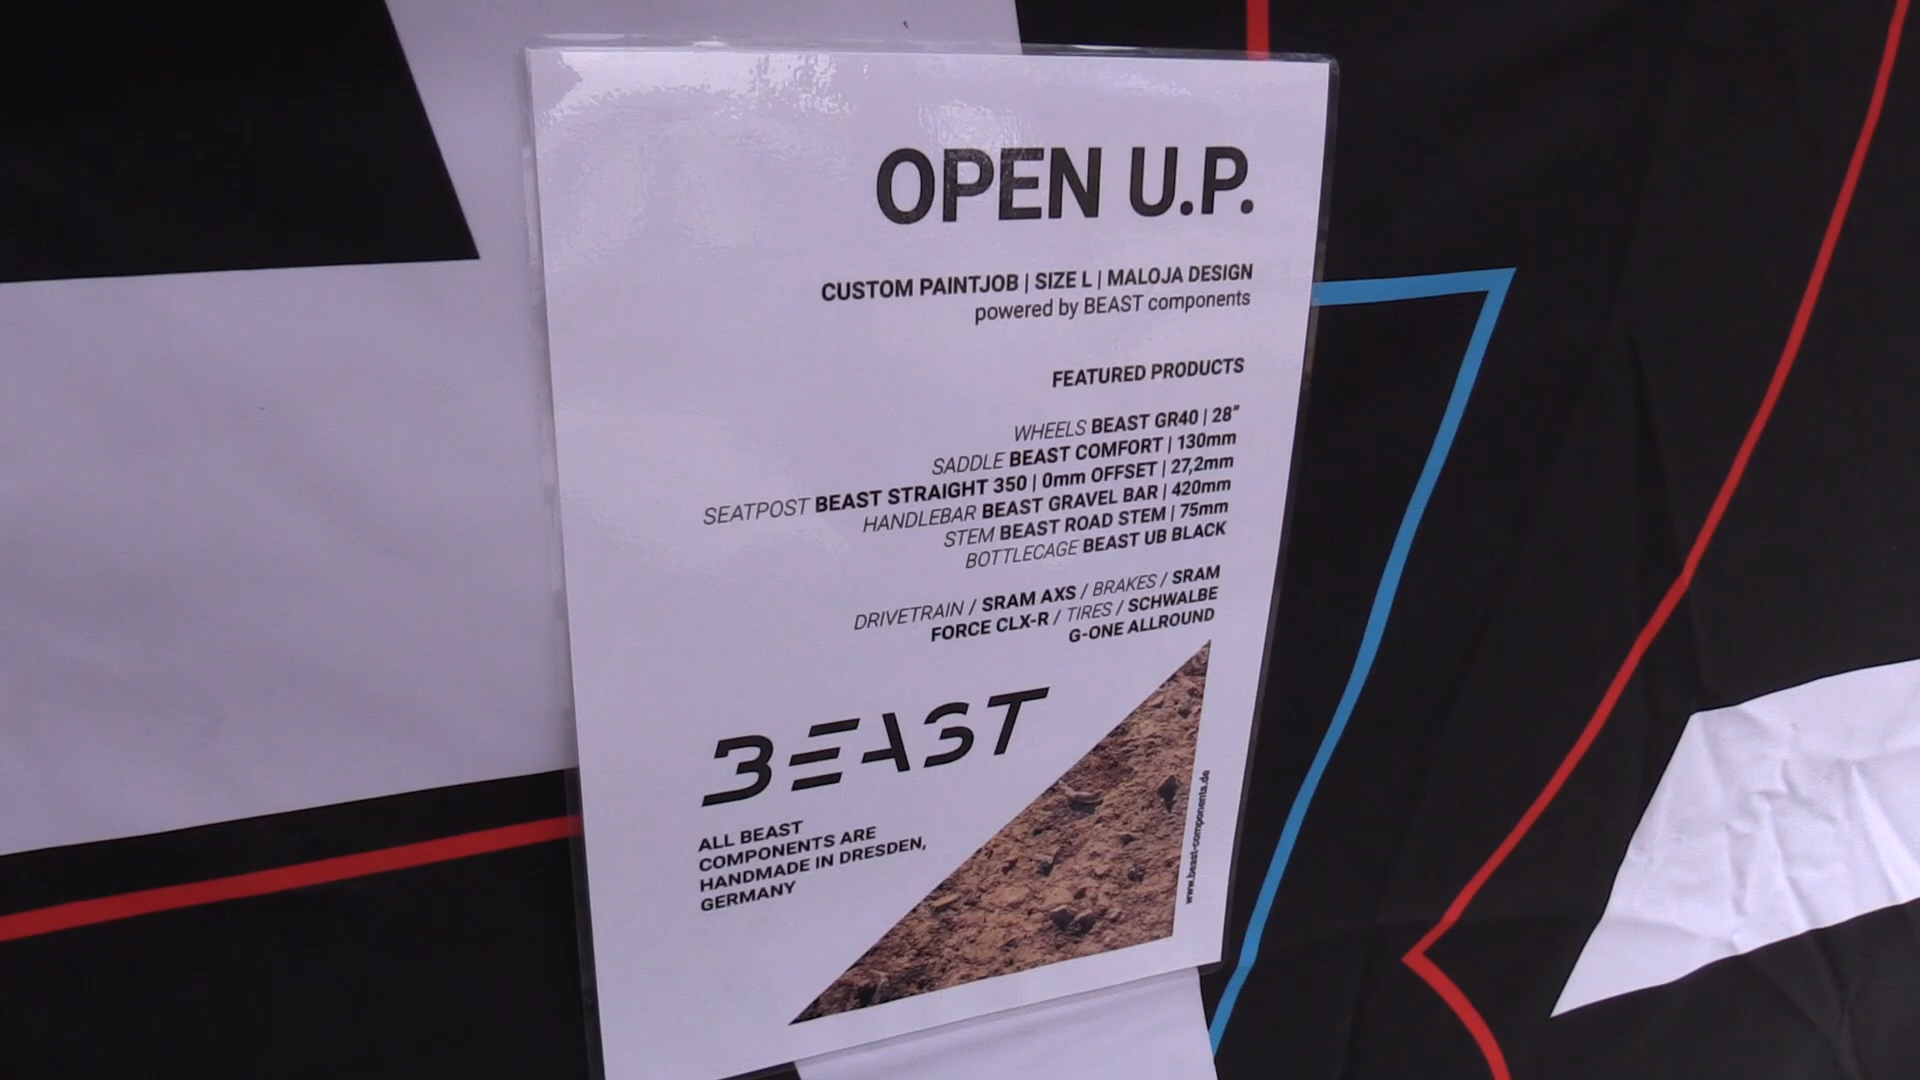 OPEN U.P.
CUSTOM PAINTJOB | SIZE L | MALOJA DESIGN
powered by BEAST components
FEATURED PRODUCTS
WHEELS BEAST GR40 | 28"
SADDLE BEAST COMFORT | 130mm
SEATPOST BEAST STRAIGHT 350 | 0mm OFFSET | 27,2mm
HANDLEBAR BEAST GRAVEL BAR | 420mm
STEM BEAST ROAD STEM | 75mm
BOTTLECAGE BEAST UB BLACK
DRIVETRAIN / SRAM AXS / BRAKES / SRAM
FORCE CLX-R / TIRES / SCHWALBE
G-ONE ALLROUND
BEAST
ALL BEAST
COMPONENTS ARE
HANDMADE IN DRESDEN,
GERMANY
www.beast-components.de